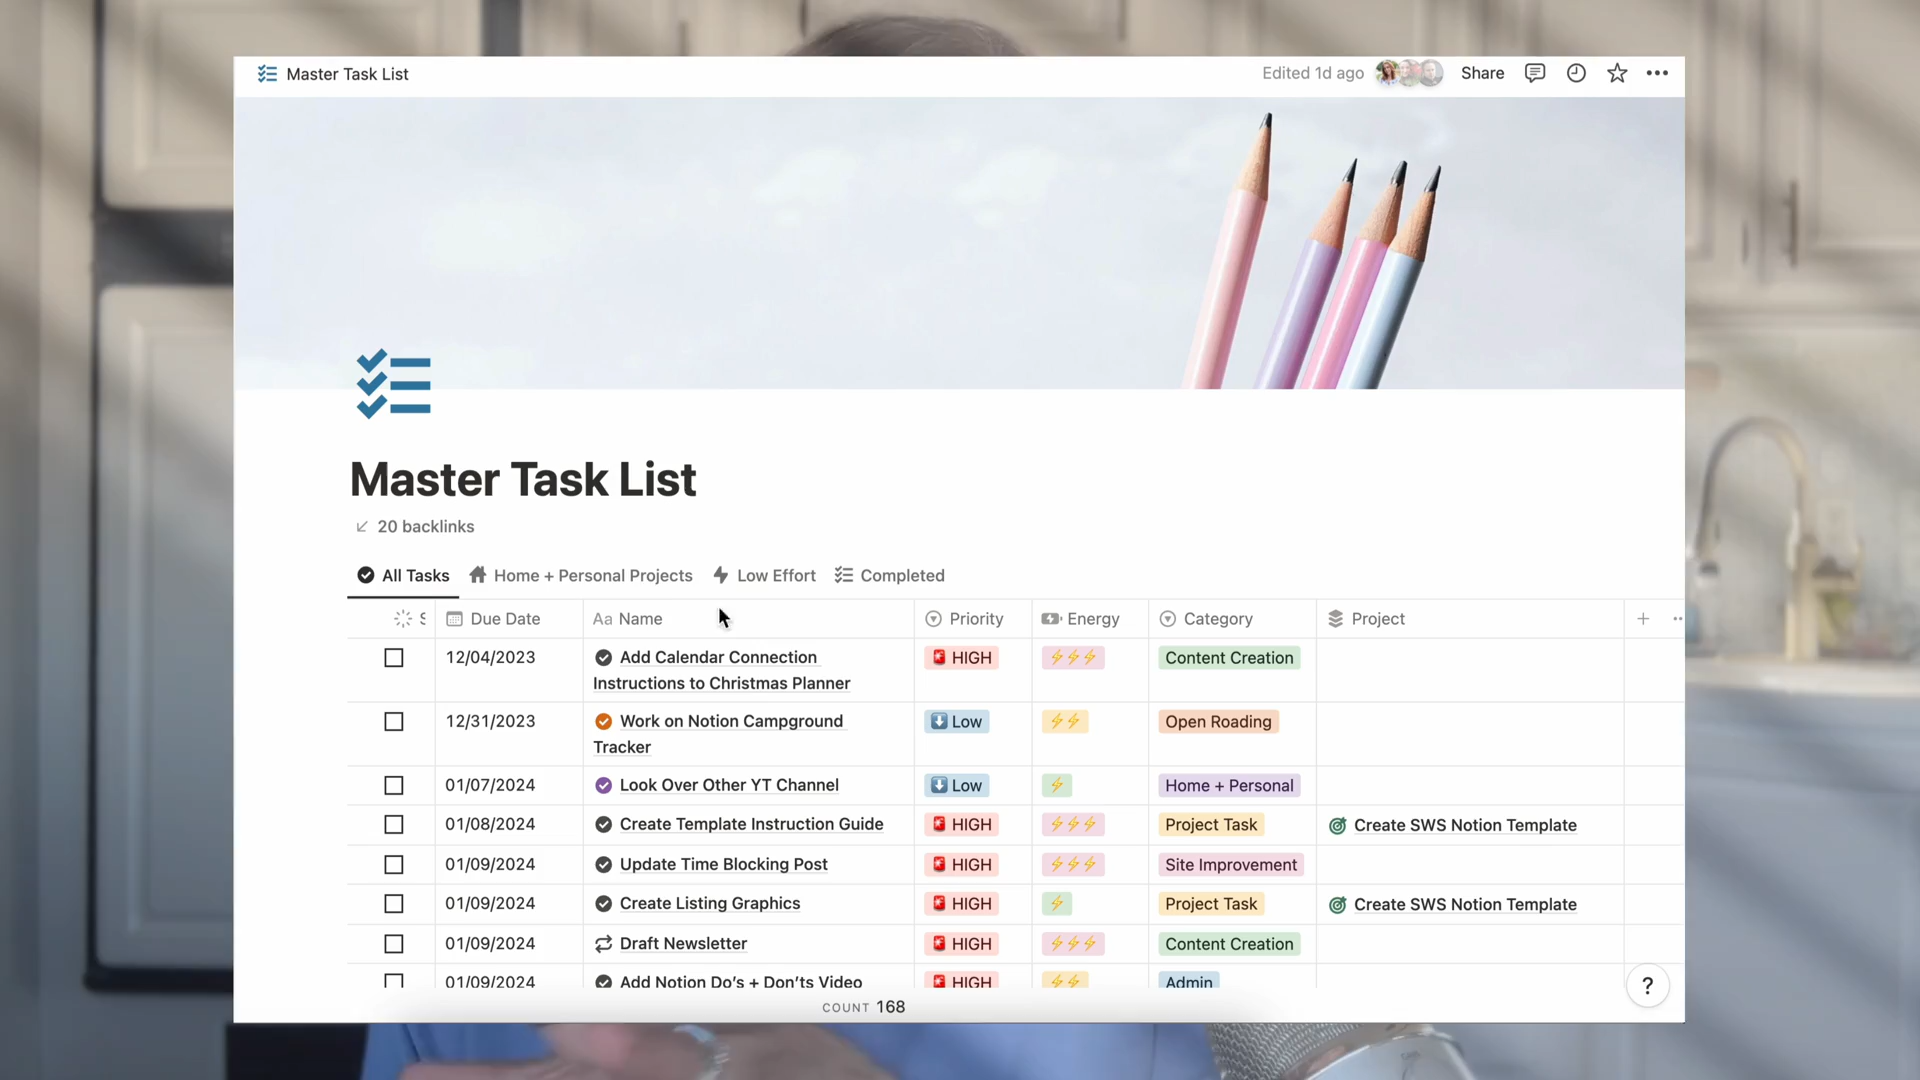 Master Task List
Edited 1d ago Share
Master Task List
20 backlinks
All Tasks Home + Personal Projects Low Effort Completed
S Due Date Aa Name Priority Energy Category Project
12/04/2023 Add Calendar Connection HIGH Content Creation
Instructions to Christmas Planner
12/31/2023 Work on Notion Campground Low Open Roading
Tracker
01/07/2024 Look Over Other YT Channel Low Home + Personal
01/08/2024 Create Template Instruction Guide HIGH Project Task Create SWS Notion Template
01/09/2024 Update Time Blocking Post HIGH Site Improvement
01/09/2024 Create Listing Graphics HIGH Project Task Create SWS Notion Template
01/09/2024 Draft Newsletter HIGH Content Creation
01/09/2024 Add Notion Do's + Don'ts Video HIGH Admin
COUNT 168
?